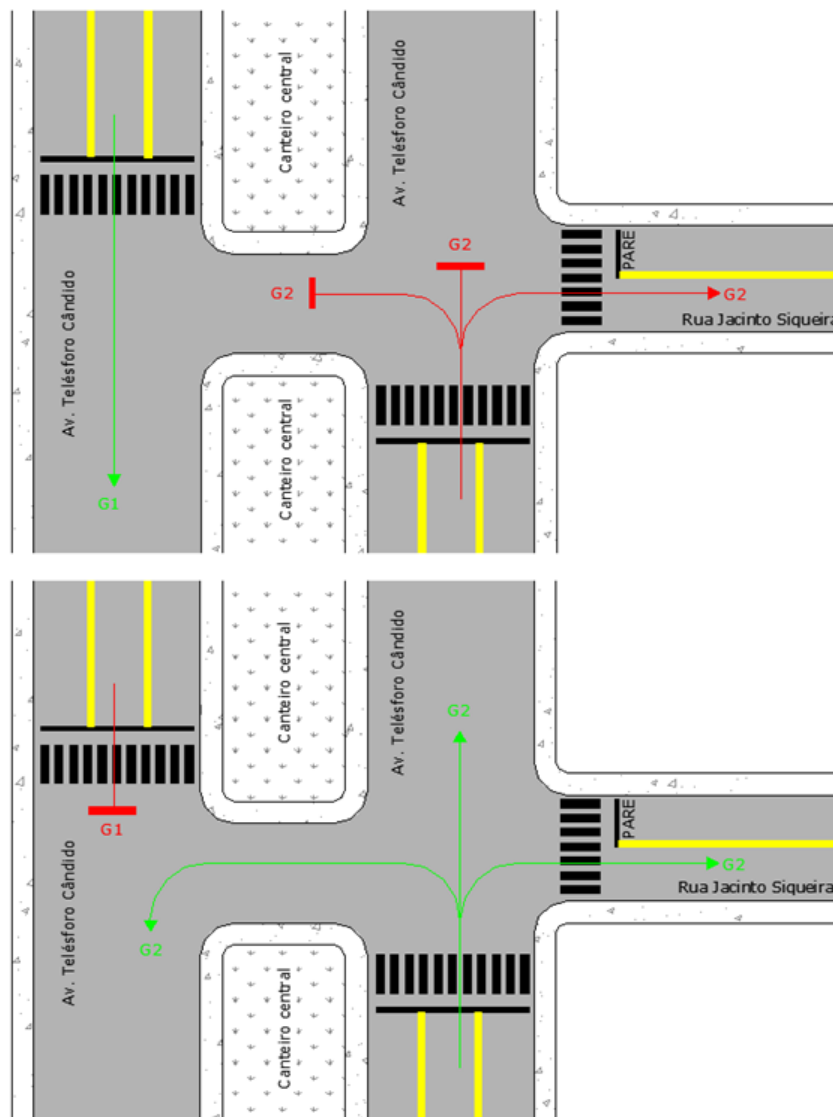 Canteiro central
Av. Telésforo Cândido
G2
PARE
G2
G2
Rua Jacinto Siqueira
Av. Telésforo Cândido
Canteiro central
G1
Canteiro central
Av. Telésforo Cândido
G2
G1
PARE
G2
Rua Jacinto Siqueira
Av. Telésforo Cândido
G2
Canteiro central